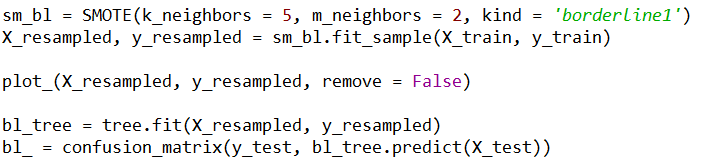 sm_bl = SMOTE(k_neighbors = 5, m_neighbors = 2, kind = 'borderline1')
X_resampled, y_resampled = sm_bl.fit_sample(X_train, y_train)
plot_(X_resampled, y_resampled, remove = False)
bl_tree = tree.fit(X_resampled, y_resampled)
bl_ = confusion_matrix(y_test, bl_tree.predict(X_test))